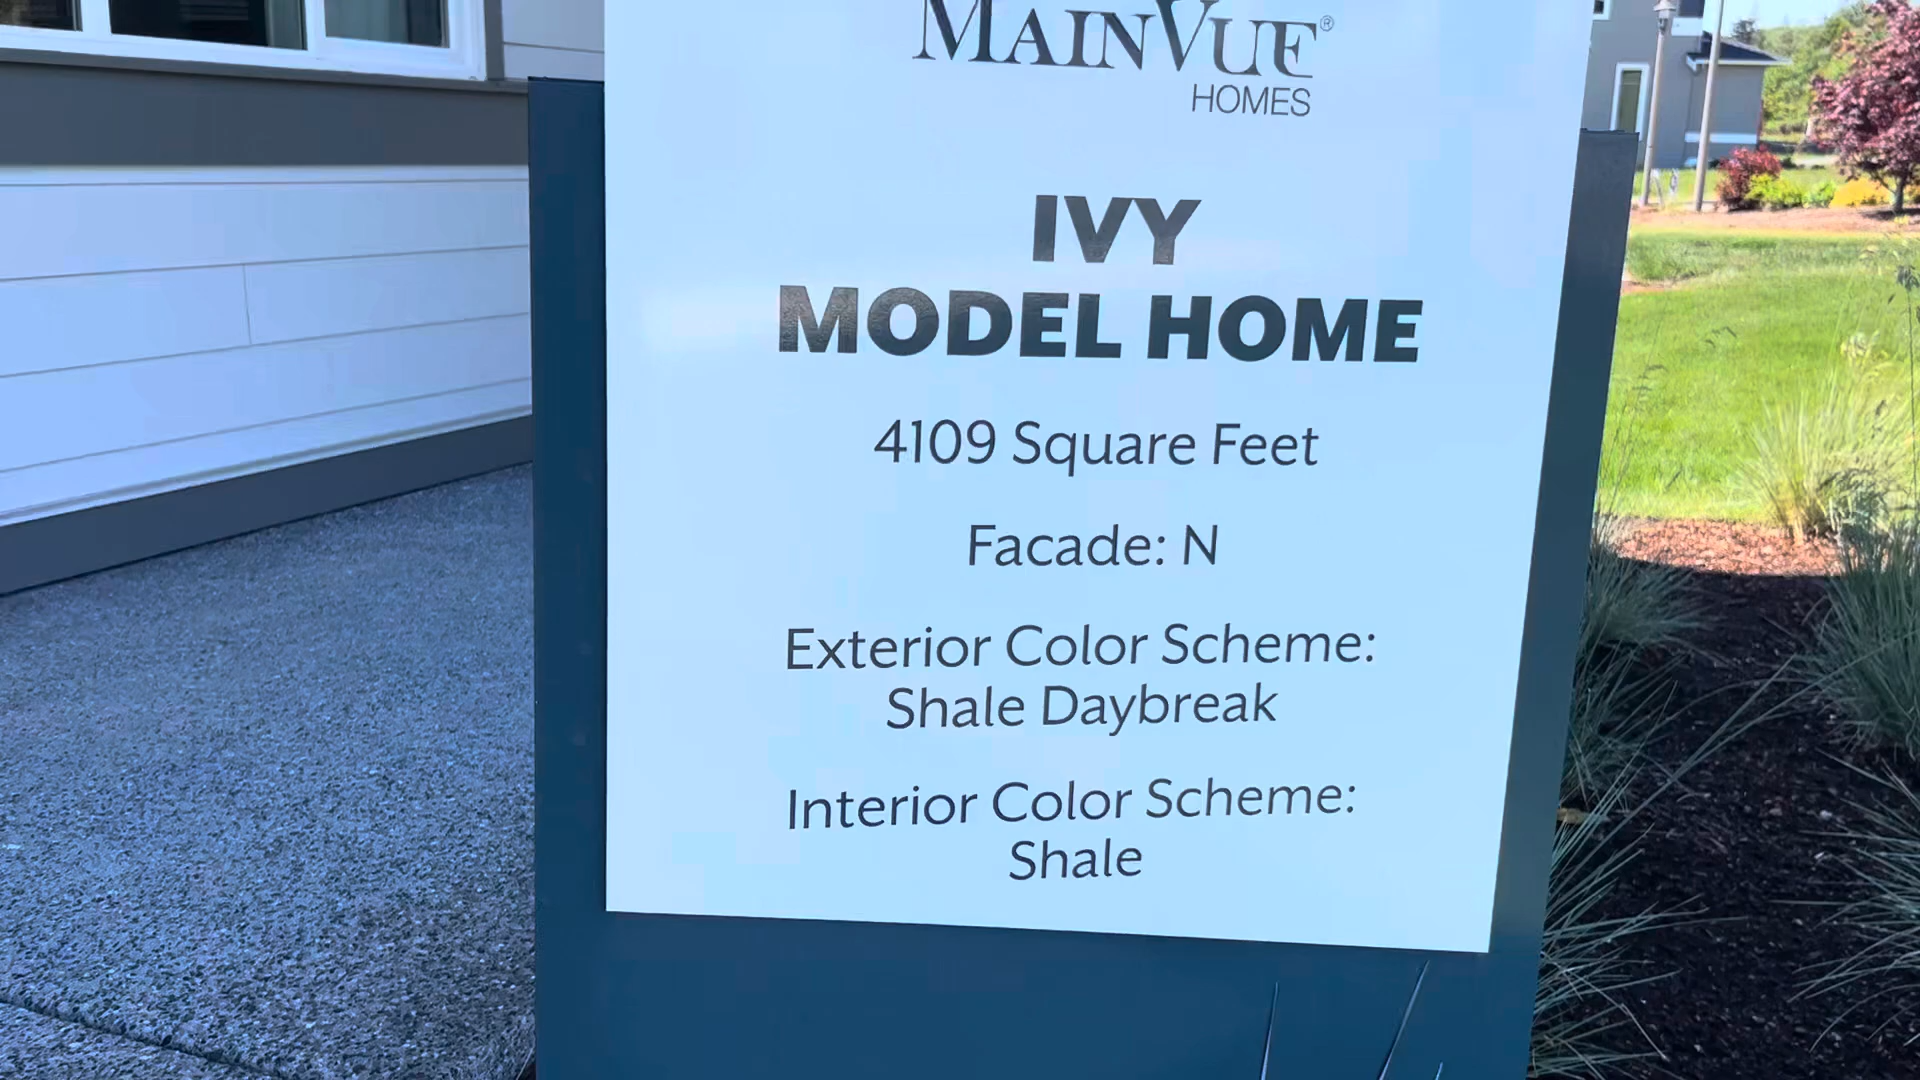 MAINVUE®
HOMES
IVY
MODEL HOME
4109 Square Feet
Facade: N
Exterior Color Scheme:
Shale Daybreak
Interior Color Scheme:
Shale